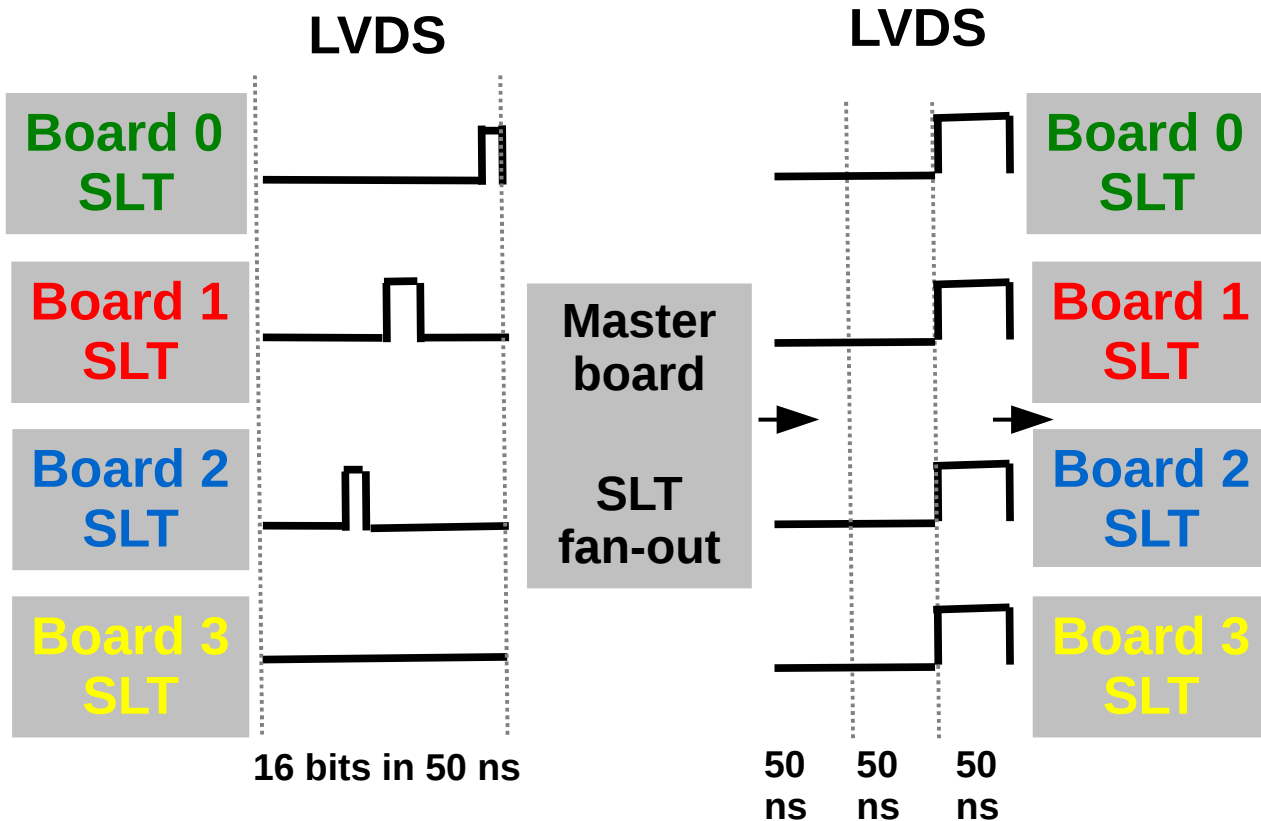 LVDS
LVDS
Board 0
SLT
Board 1
SLT
Board 2
SLT
Board 3
SLT
16 bits in 50 ns
Master
board
SLT
fan-out
Board 0
SLT
Board 1
SLT
Board 2
SLT
Board 3
SLT
50
ns
50
ns
50
ns